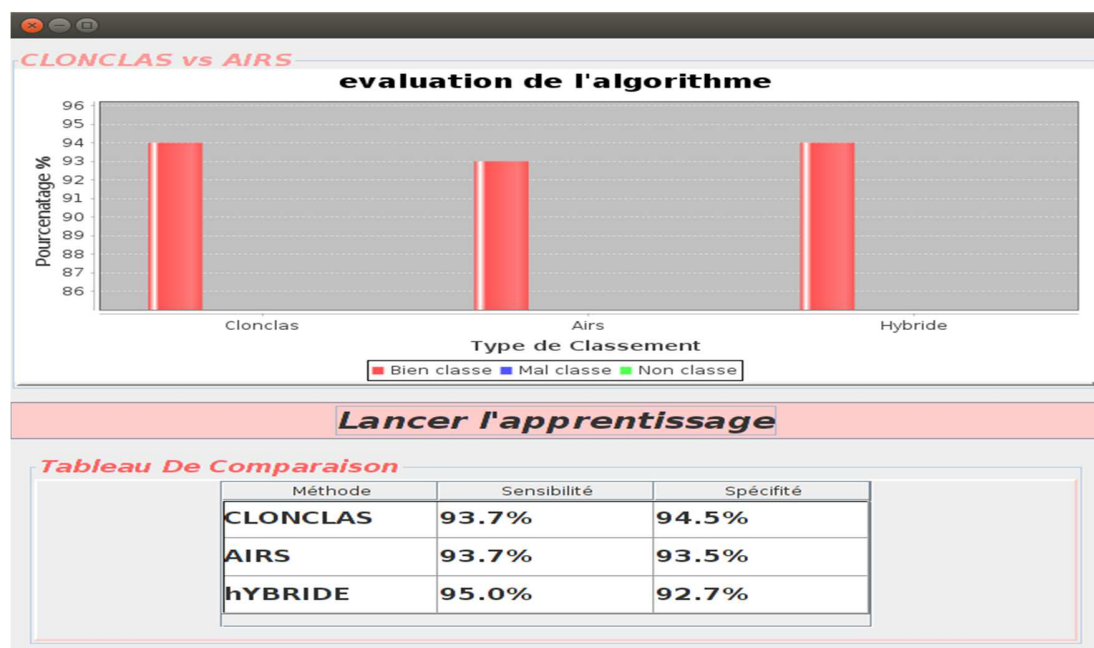 CLONCLAS vs AIRS
evaluation de l'algorithme
96
95
94
93
92
91
90
89
88
87
86
Pourcenatage %
Clonclas Airs Hybride
Type de Classement
Bien classe Mal classe Non classe
Lancer l'apprentissage
Tableau De Comparaison
Méthode Sensibilité Spécifité
CLONCLAS 93.7% 94.5%
AIRS 93.7% 93.5%
hYBRIDE 95.0% 92.7%